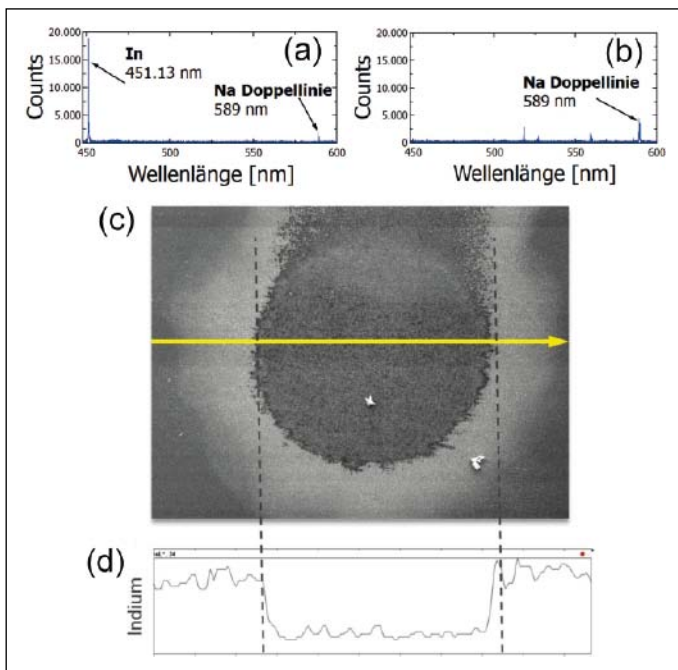 20.000
15.000
10.000
5.000
0.000
Counts
In
451.13 nm
Na Doppellinie
589 nm
(a)
450
500
550
600
Wellenlänge [nm]
20.000
15.000
10.000
5.000
0.000
Counts
Na Doppellinie
589 nm
(b)
450
500
550
600
Wellenlänge [nm]
(c)
(d)
Indium